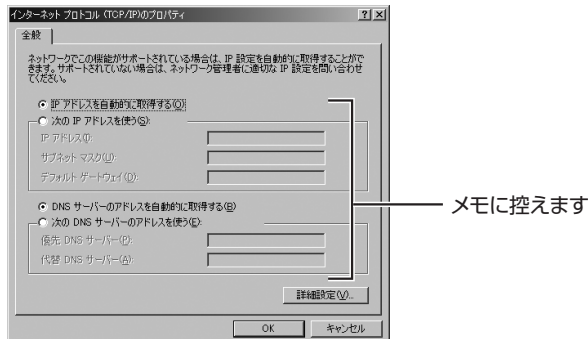 インターネット プロトコル (TCP/IP)のプロパティ
全般
ネットワークでこの機能がサポートされている場合は、IP 設定を自動的に取得することがで
きます。サポートされていない場合は、ネットワーク管理者に適切な IP 設定を問い合わせ
てください。
IP アドレスを自動的に取得する(O)
次の IP アドレスを使う(S):
IP アドレス(I):
サブネット マスク(U):
デフォルト ゲートウェイ(D):
DNS サーバーのアドレスを自動的に取得する(B)
次の DNS サーバーのアドレスを使う(E):
優先 DNS サーバー(P):
代替 DNS サーバー(A):
メモに控えます
詳細設定(V)...
OK
キャンセル